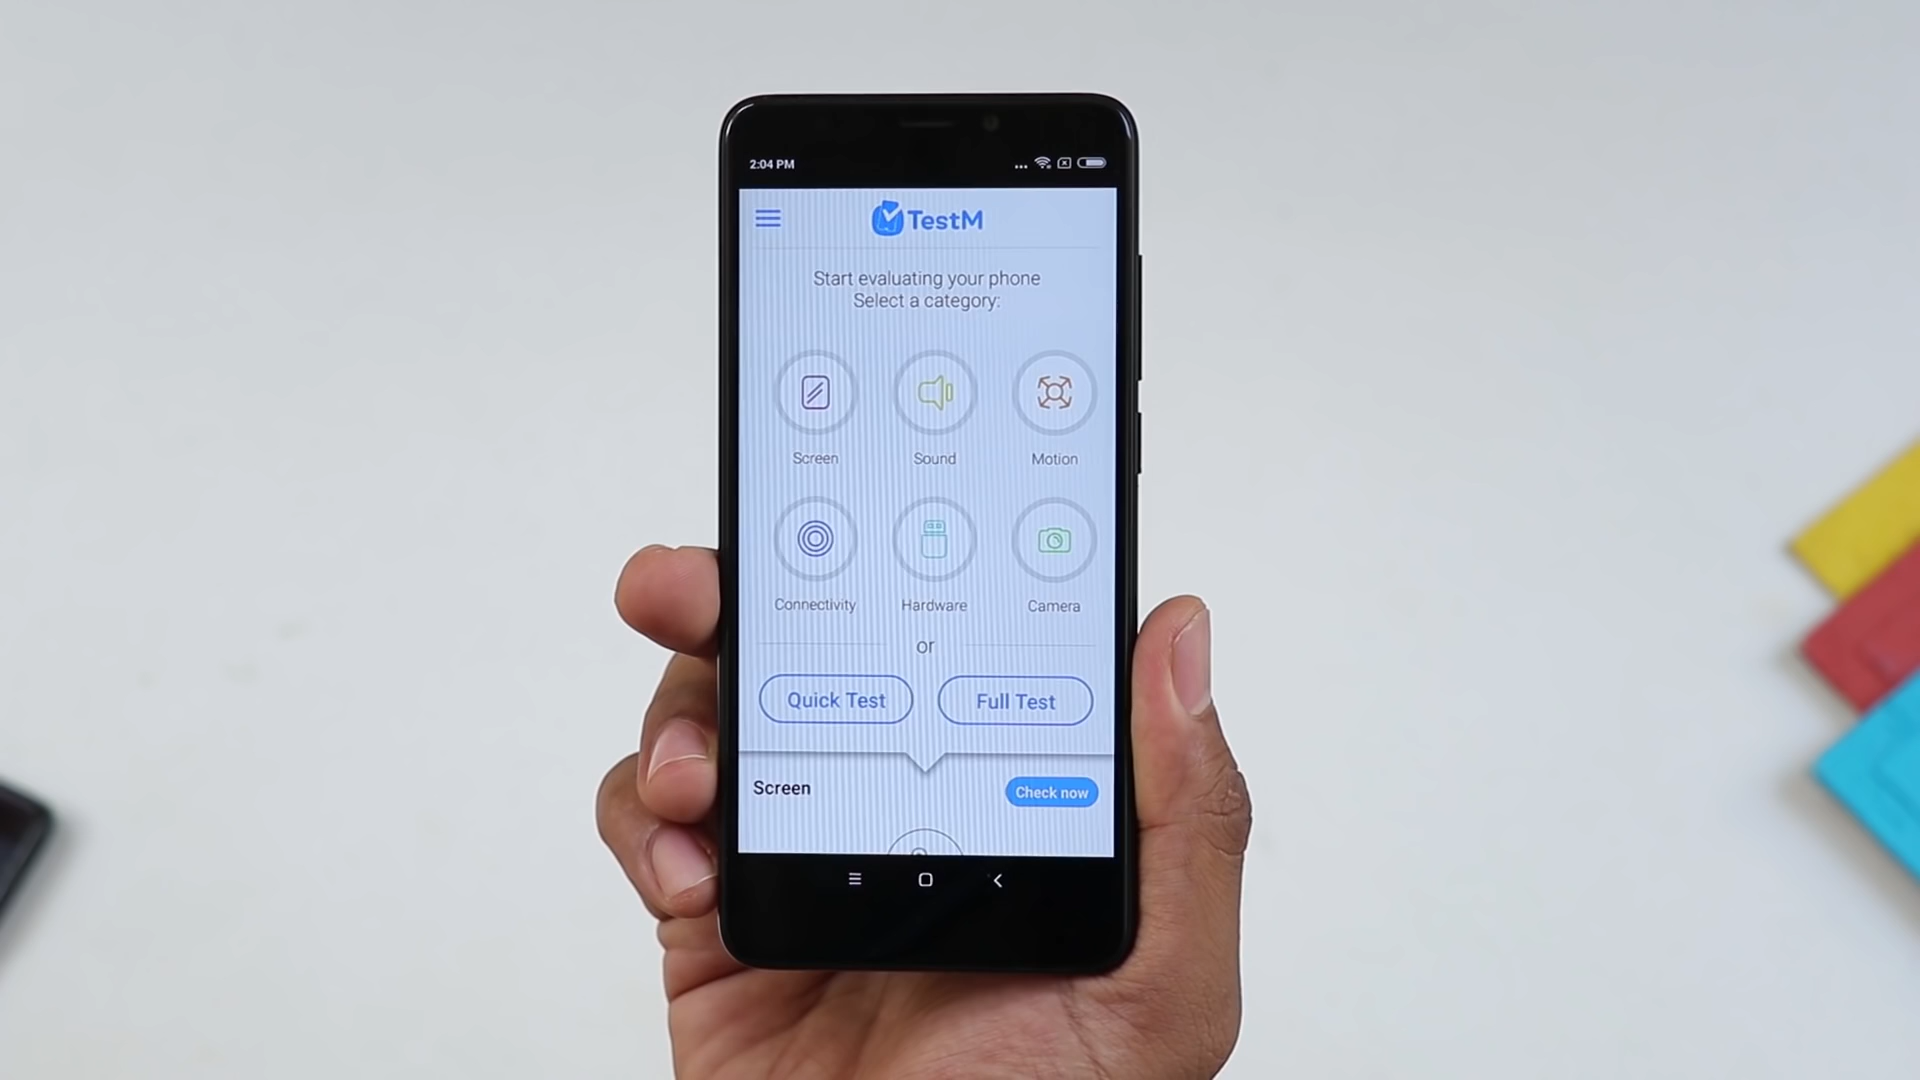 2:04 PM
TestM
Start evaluating your phone
Select a category:
Screen Sound Motion
Connectivity Hardware Camera
or
Quick Test Full Test
Screen Check now